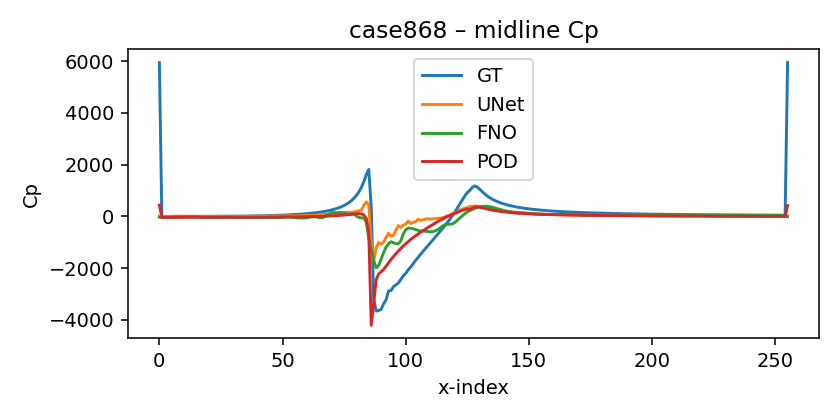 case868 – midline Cp
GT
UNet
FNO
POD
Cp
6000
4000
2000
0
−2000
−4000
0 50 100 150 200 250
x-index